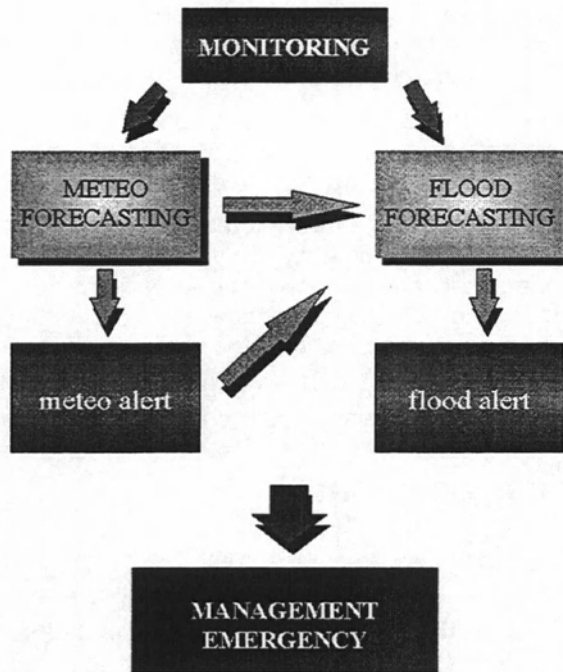 MONITORING
METEO
FORECASTING
FLOOD
FORECASTING
meteo alert
flood alert
MANAGEMENT
EMERGENCY